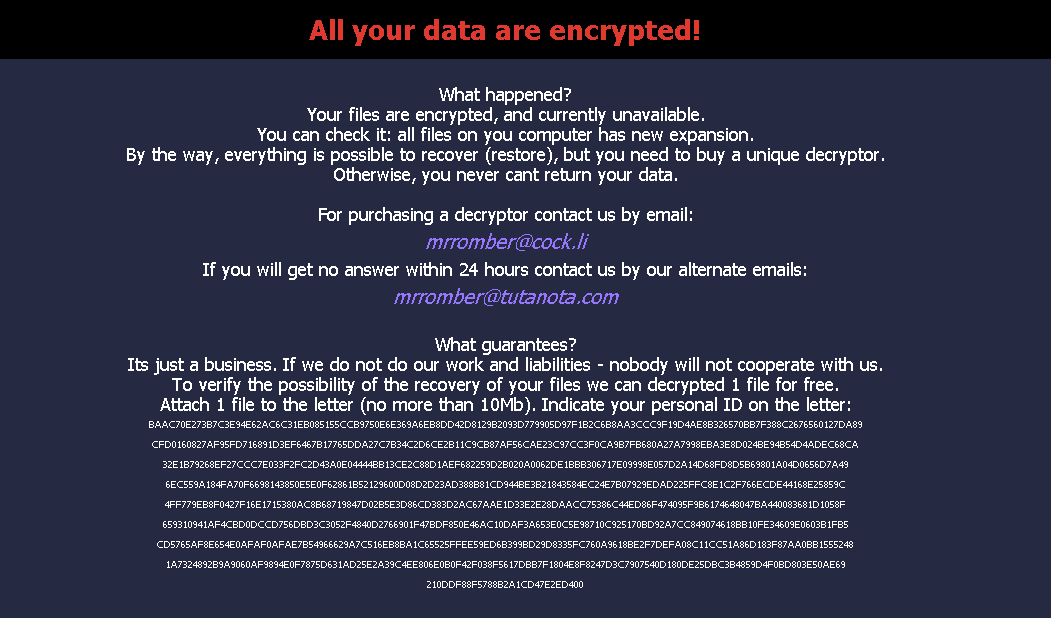 All your data are encrypted!
What happened?
Your files are encrypted, and currently unavailable.
You can check it: all files on you computer has new expansion.
By the way, everything is possible to recover (restore), but you need to buy a unique decryptor.
Otherwise, you never cant return your data.
For purchasing a decryptor contact us by email:
mrromber@cock.li
If you will get no answer within 24 hours contact us by our alternate emails:
mrromber@tutanota.com
What guarantees?
Its just a business. If we do not do our work and liabilities - nobody will not cooperate with us.
To verify the possibility of the recovery of your files we can decrypted 1 file for free.
Attach 1 file to the letter (no more than 10Mb). Indicate your personal ID on the letter:
BAAC70E273B7C3E94E62AC6C31EB085155CCB9750E6E369A6EB8DD42D8129B2093D779905D97F1B2C6B8AA3CCC9F19D4AE8B326570BB7F388C2676560127DA89
CFD0160827AF95FD716891D3EF6467B17765DDA27C7B34C2D6CE2B11C9CB87AF56CAE23C97CC3F0CA9B7FB680A27A7998EBA3E8D024BE94B54D4ADEC68CA
32E1B79268EF27CCC7E033F2FC2D43A0E04444BB13CE2C88D1AEF682259D2B020A0062DE1BBB306717E09998E057D2A14D68FD8D5B69801A04D0656D7A49
6EC559A184FA70F6698143850E5E0F62861B52129600D08D2D23AD388B81CD944BE3B21843584EC24E7B07929EDAD225FFC8E1C2F766ECDE44168E25859C
4FF779EB8F0427F16E1715380AC8B68719847D02B5E3D86CD383D2AC67AAE1D33E2E28DAACC75386C44ED86F474095F9B6174648047BA440083681D1058F
659310941AF4CBD0DCCD756DBD3C3052F4840D2766901F47BDF850E46AC10DAF3A653E0C5E98710C925170BD92A7CC849074618BB10FE34609E0603B1FB5
CD5765AF8E654E0AFAF0AFAE7B54966629A7C516EB8BA1C65525FFEE59ED6B399BD29D8335FC760A9618BE2F7DEFA08C11CC51A86D183F87AA0BB1555248
1A7324892B9A9060AF9894E0F7875D631AD25E2A39C4EE806E0B0F42F038F5617DBB7F1804E8F8247D3C7907540D180DE25DBC3B4859D4F0BD803E50AE69
210DDF88F5788B2A1CD47E2ED400